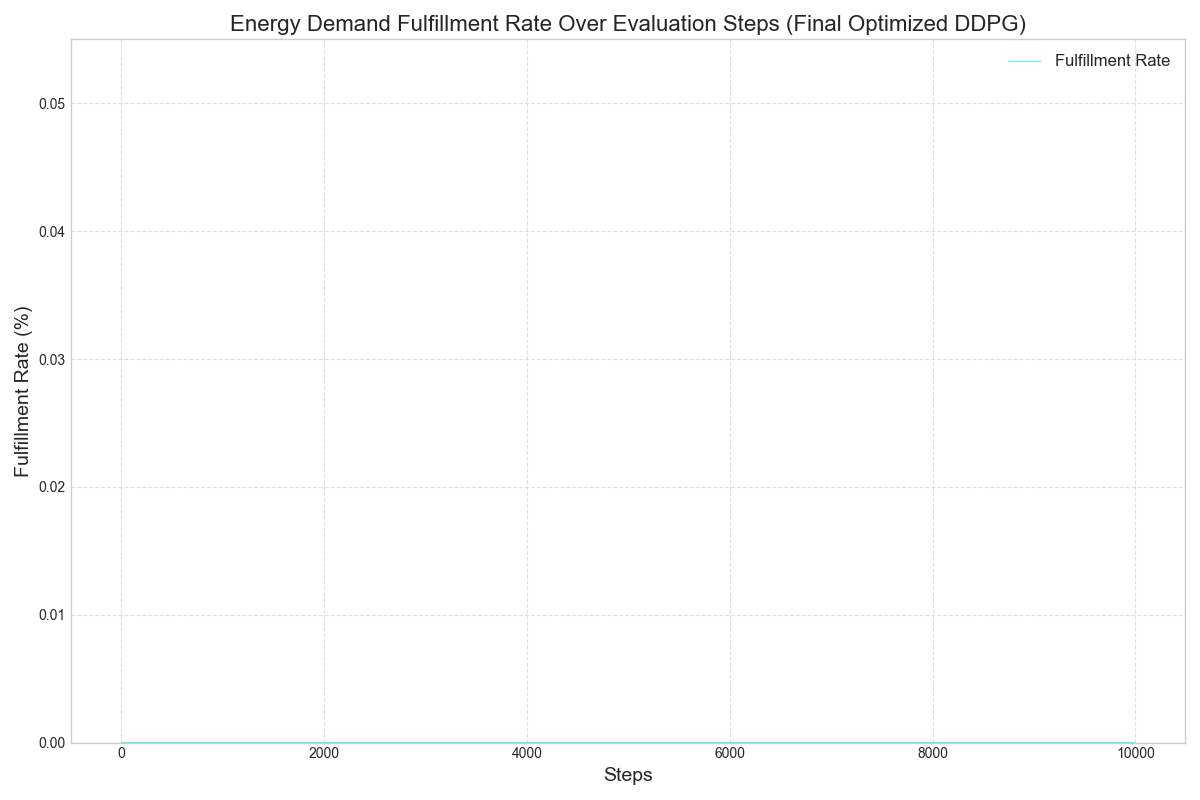 Energy Demand Fulfillment Rate Over Evaluation Steps (Final Optimized DDPG)
Fulfillment Rate
Fulfillment Rate (%)
0.05
0.04
0.03
0.02
0.01
0.00
0 2000 4000 6000 8000 10000
Steps